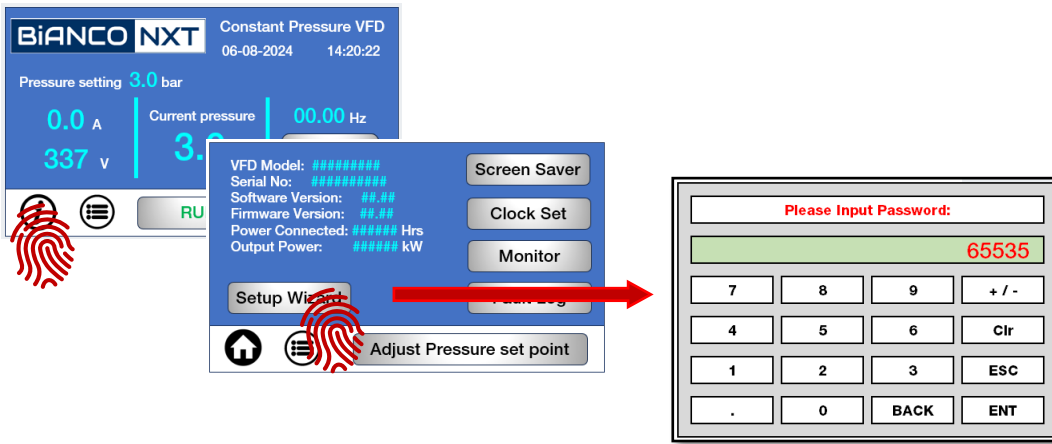 BiANCO NXT
Constant Pressure VFD
06-08-2024 14:20:22
Pressure setting 3.0 bar
0.0 A
Current pressure
00.00 Hz
337 V
3.
RU
VFD Model: #########
Serial No: ##########
Software Version: ##.##
Firmware Version: ##.##
Power Connected: ###### Hrs
Output Power: ###### kW
Screen Saver
Clock Set
Monitor
Setup Wizard
Adjust Pressure set point
Please Input Password:
65535
7 8 9 + / -
4 5 6 Clr
1 2 3 ESC
. 0 BACK ENT